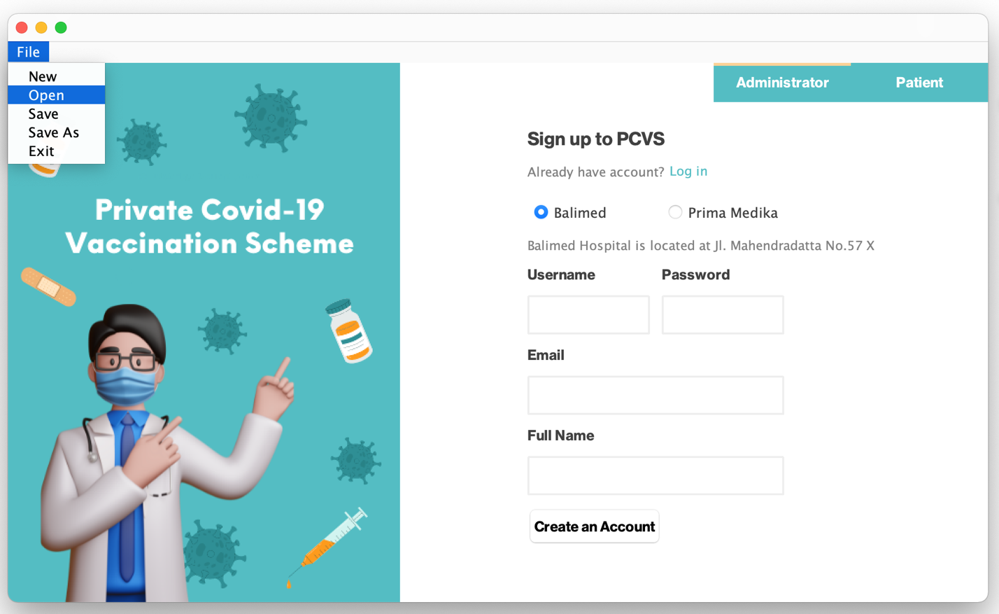 File
New
Open
Save
Save As
Exit
Private Covid-19
Vaccination Scheme
Administrator
Patient
Sign up to PCVS
Already have account? Log in
Balimed
Prima Medika
Balimed Hospital is located at Jl. Mahendradatta No.57 X
Username
Password
Email
Full Name
Create an Account